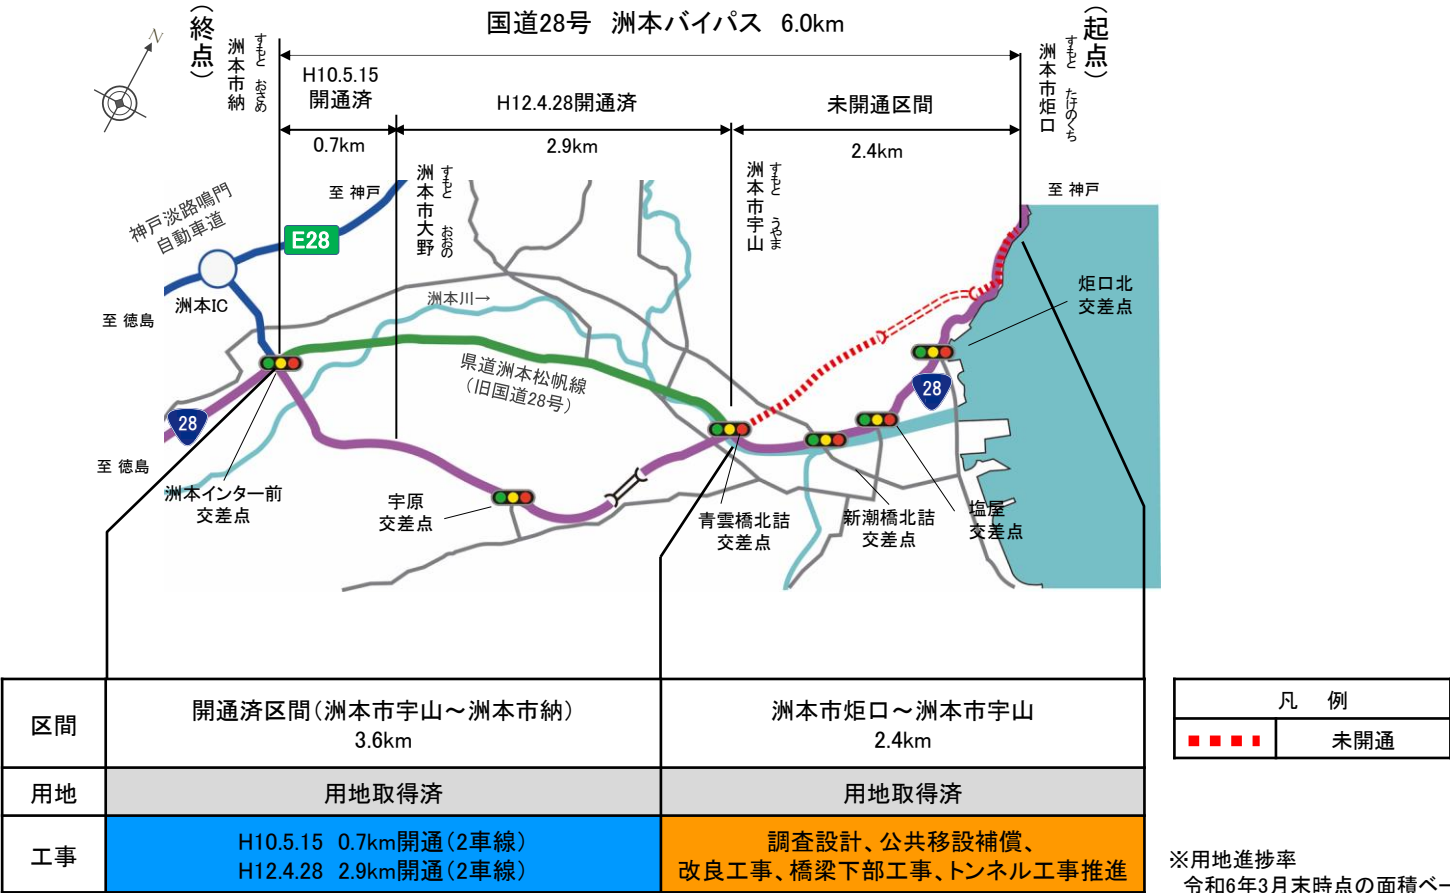 国道28号 洲本バイパス 6.0km
(終点)
洲本市納
すもと おさめ
(起点)
洲本市炬口
すもと たけのくち
N
H10.5.15
開通済
H12.4.28開通済
未開通区間
0.7km
2.9km
2.4km
洲本市大野
すもと おおの
洲本市宇山
すもと うやま
至 神戸
至 神戸
神戸淡路鳴門
自動車道
E28
洲本IC
至 徳島
洲本川→
炬口北
交差点
県道洲本松帆線
(旧国道28号)
28
28
至 徳島
洲本インター前
交差点
宇原
交差点
青雲橋北詰
交差点
新潮橋北詰
交差点
塩屋
交差点
区間
開通済区間(洲本市宇山~洲本市納)
3.6km
洲本市炬口~洲本市宇山
2.4km
用地
用地取得済
用地取得済
工事
H10.5.15 0.7km開通(2車線)
H12.4.28 2.9km開通(2車線)
調査設計、公共移設補償、
改良工事、橋梁下部工事、トンネル工事推進
凡 例
未開通
※用地進捗率
令和6年3月末時点の面積ベー